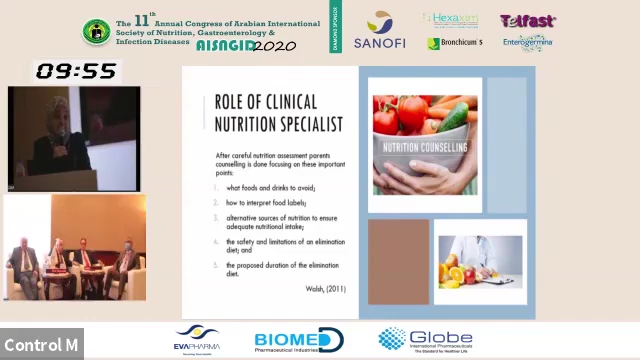 The 11th Annual Congress of Arabian International
Society of Nutrition, Gastroenterology &
Infection Diseases AISNGID2020
DIAMOND SPONSOR
SANOFI
Hexaxim
Telfast
Bronchicum S
Enterogermina
09:55
ROLE OF CLINICAL
NUTRITION SPECIALIST
After careful nutrition assessment parents
counselling is done focusing on these important
points:
1. what foods and drinks to avoid;
2. how to interpret food labels;
3. alternative sources of nutrition to ensure
adequate nutritional intake;
4. the safety and limitations of an elimination
diet; and
5. the proposed duration of the elimination
diet.
Walsh, (2011)
NUTRITION COUNSELLING
Control M
EVAPHARMA
BIOMED
Pharmaceutical Industries
Globe
International Pharmaceuticals
The Standard for Healthier Life